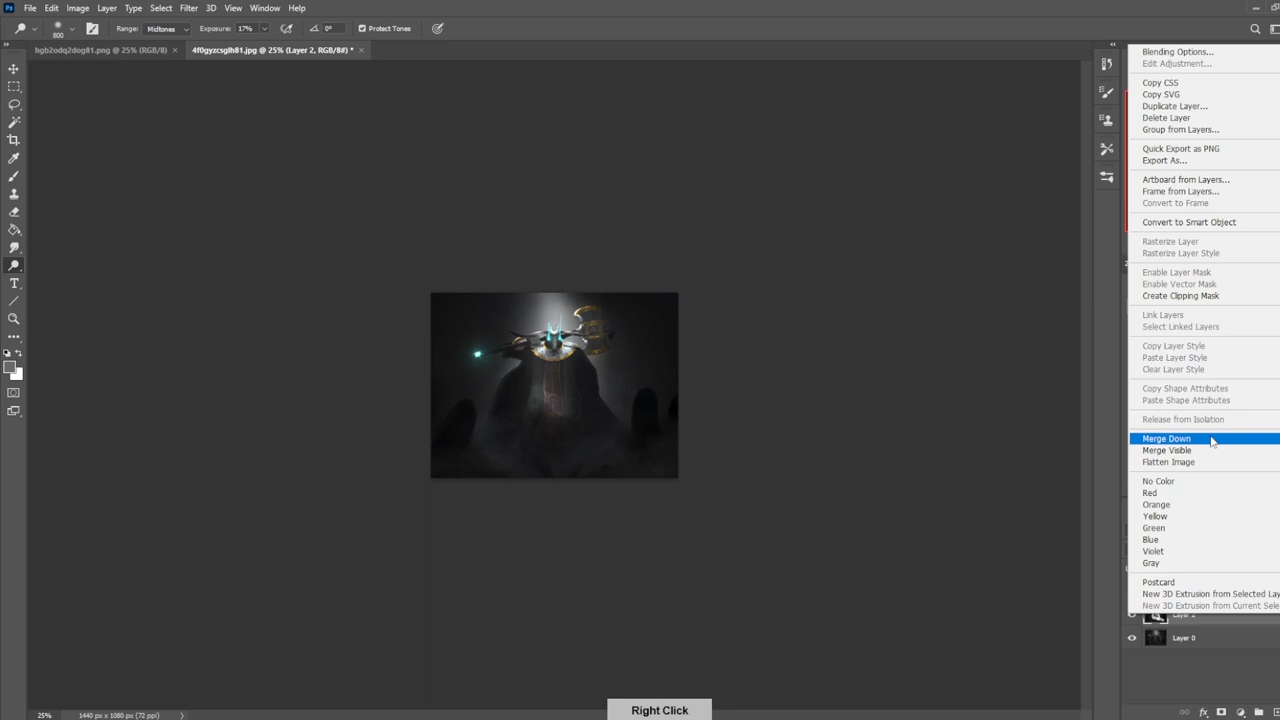 Ps File Edit Image Layer Type Select Filter 3D View Window Help
800 Range: Midtones Exposure: 17% 0° Protect Tones
hgb2odq2dog81.png @ 25% (RGB/8) × 4f0gyzcsglh81.jpg @ 25% (Layer 2, RGB/8#) * ×
Blending Options...
Edit Adjustment...
Copy CSS
Copy SVG
Duplicate Layer...
Delete Layer
Group from Layers...
Quick Export as PNG
Export As...
Artboard from Layers...
Frame from Layers...
Convert to Frame
Convert to Smart Object
Rasterize Layer
Rasterize Layer Style
Enable Layer Mask
Enable Vector Mask
Create Clipping Mask
Link Layers
Select Linked Layers
Copy Layer Style
Paste Layer Style
Clear Layer Style
Copy Shape Attributes
Paste Shape Attributes
Release from Isolation
Merge Down
Merge Visible
Flatten Image
No Color
Red
Orange
Yellow
Green
Blue
Violet
Gray
Postcard
New 3D Extrusion from Selected Lay
New 3D Extrusion from Current Sele
Layer 2
Layer 0
Right Click
25% 1440 px x 1080 px (72 ppi)